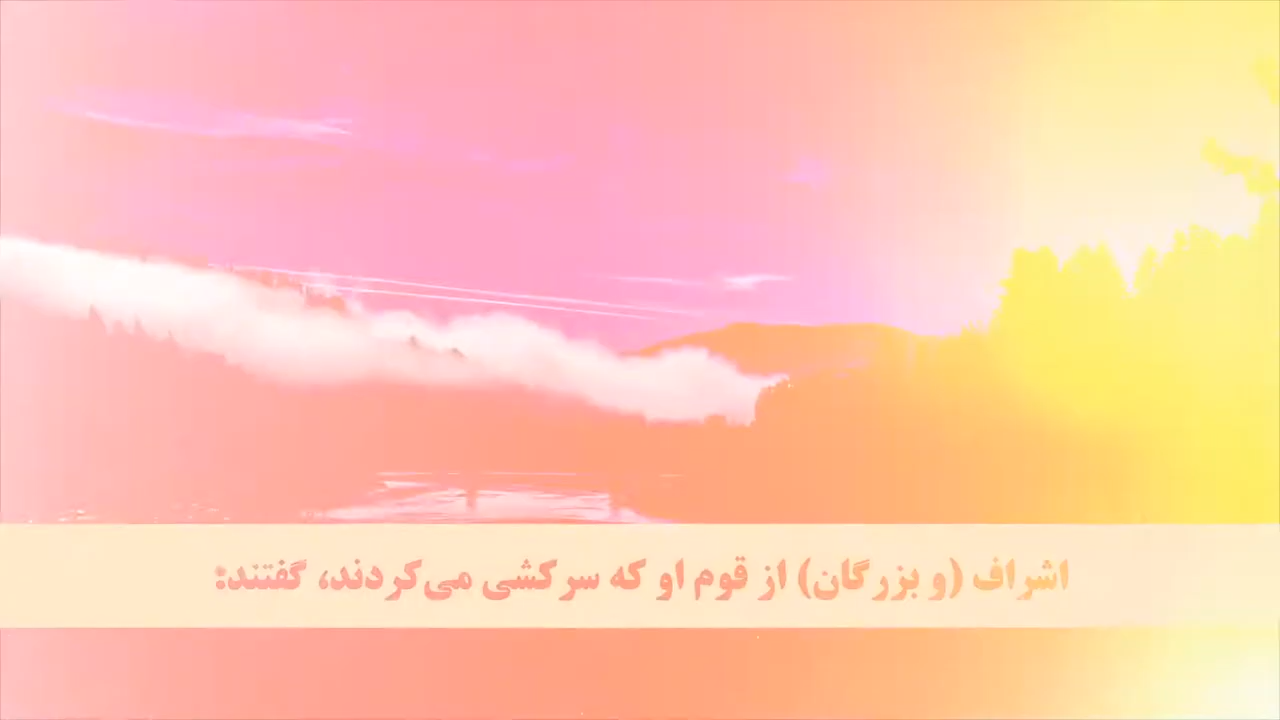 اشراف (و بزرگان) از قوم او که سرکشی می‌کردند، گفتند: